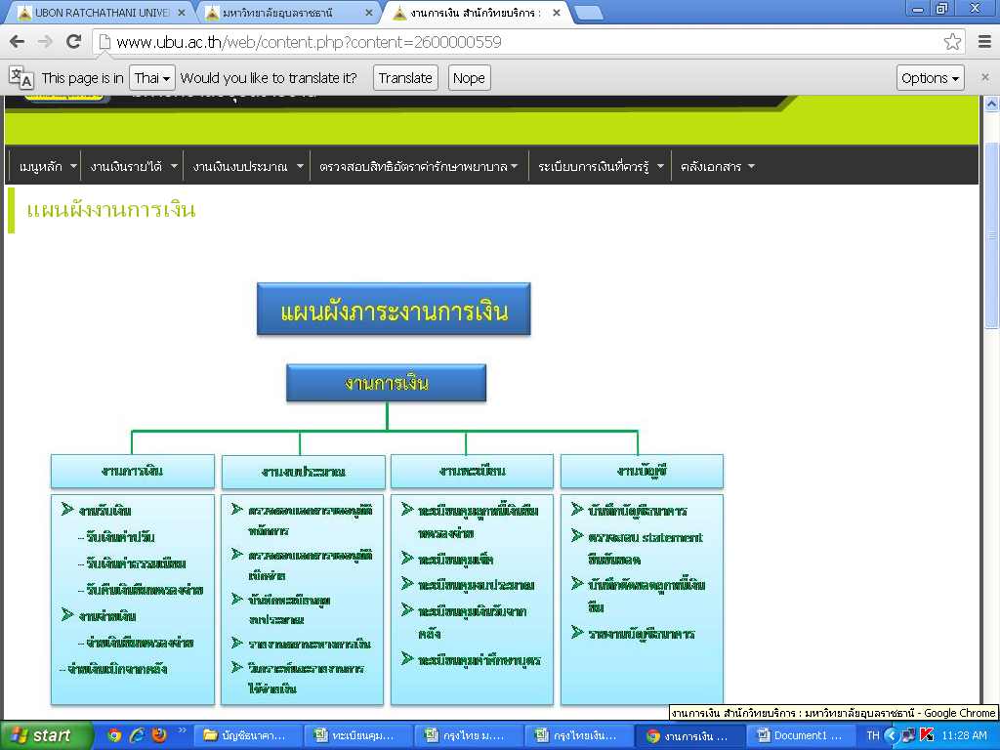 UBON RATCHATHANI UNIVE
มหาวิทยาลัยอุบลราชธานี
งานการเงิน สำนักวิทยบริการ :
www.ubu.ac.th/web/content.php?content=2600000559
This page is in Thai Would you like to translate it? Translate Nope Options
เมนูหลัก งานเงินรายได้ งานเงินงบประมาณ ตรวจสอบสิทธิอัตราค่ารักษาพยาบาล ระเบียบการเงินที่ควรรู้ คลังเอกสาร
แผนผังงานการเงิน
แผนผังภาระงานการเงิน
งานการเงิน
งานการเงิน
งานรับเงิน
– รับเงินค่าปรับ
– รับเงินค่าธรรมเนียม
– รับคืนเงินยืมทดรองจ่าย
งานจ่ายเงิน
– จ่ายเงินยืมทดรองจ่าย
– จ่ายเงินเบิกจากคลัง
งานงบประมาณ
ตรวจสอบเอกสารขออนุมัติ
หลักการ
ตรวจสอบเอกสารขออนุมัติ
เบิกจ่าย
บันทึกทะเบียนคุม
งบประมาณ
รายงานสถานะทางการเงิน
วิเคราะห์และรายงานการ
ใช้จ่ายเงิน
งานทะเบียน
ทะเบียนคุมลูกหนี้เงินยืม
ทดรองจ่าย
ทะเบียนคุมเช็ค
ทะเบียนคุมงบประมาณ
ทะเบียนคุมเงินรับจาก
คลัง
ทะเบียนคุมค่าศึกษาบุตร
งานบัญชี
บันทึกบัญชีธนาคาร
ตรวจสอบ statement
ยืนยันยอด
บันทึกตัดยอดลูกหนี้เงิน
ยืม
รายงานบัญชีธนาคาร
งานการเงิน สำนักวิทยบริการ : มหาวิทยาลัยอุบลราชธานี - Google Chrome
start บัญชีธนาคา... ทะเบียนคุม... กรุงไทย ม.... กรุงไทยเงิน... งานการเงิน ... Document1 ... TH 11:28 AM